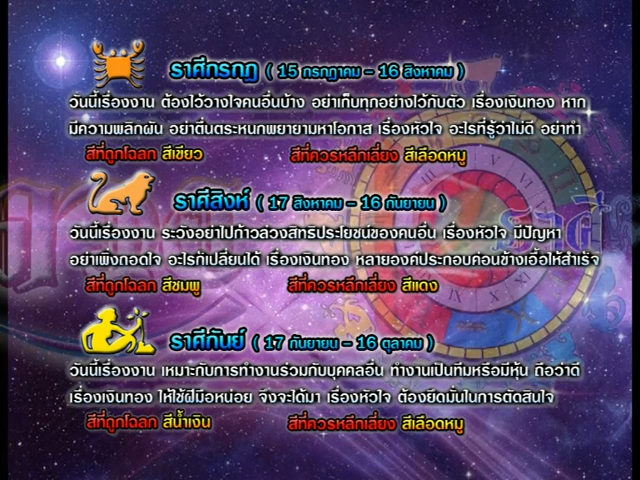 ราศีกรกฎ ( 15 กรกฎาคม - 16 สิงหาคม )
วันนี้เรื่องงาน ต้องไว้วางใจคนอื่นบ้าง อย่าเก็บทุกอย่างไว้กับตัว เรื่องเงินทอง หาก
มีความพลิกผัน อย่าตื่นตระหนกพยายามหาโอกาส เรื่องหัวใจ อะไรที่รู้ว่าไม่ดี อย่าทำ
สีที่ถูกโฉลก สีเขียว สีที่ควรหลีกเลี่ยง สีเลือดหมู
ราศีสิงห์ ( 17 สิงหาคม - 16 กันยายน )
วันนี้เรื่องงาน ระวังอย่าไปก้าวล่วงสิทธิประโยชน์ของคนอื่น เรื่องหัวใจ มีปัญหา
อย่าเพิ่งถอดใจ อะไรก็เปลี่ยนได้ เรื่องเงินทอง หลายองค์ประกอบค่อนข้างเอื้อให้สำเร็จ
สีที่ถูกโฉลก สีชมพู สีที่ควรหลีกเลี่ยง สีแดง
ราศีกันย์ ( 17 กันยายน - 16 ตุลาคม )
วันนี้เรื่องงาน เหมาะกับการทำงานร่วมกับบุคคลอื่น ทำงานเป็นทีมหรือมีหุ้น ถือว่าดี
เรื่องเงินทอง ให้ใช้ฝีมือหน่อย จึงจะได้มา เรื่องหัวใจ ต้องยึดมั่นในการตัดสินใจ
สีที่ถูกโฉลก สีน้ำเงิน สีที่ควรหลีกเลี่ยง สีเลือดหมู